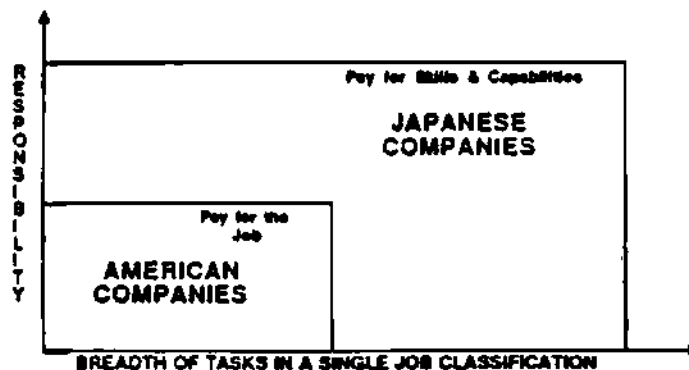 RESPONSIBILITY
Pay for Skills & Capabilities
JAPANESE
COMPANIES
Pay for the
Job
AMERICAN
COMPANIES
BREADTH OF TASKS IN A SINGLE JOB CLASSIFICATION